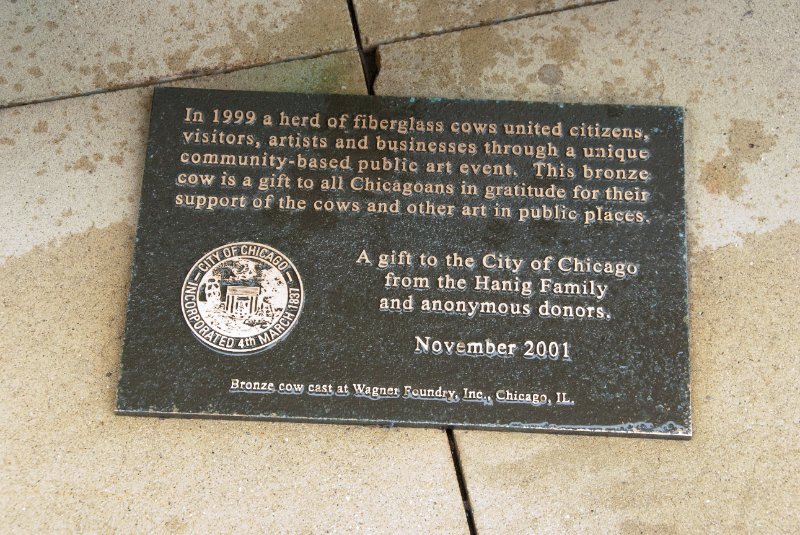 In 1999 a herd of fiberglass cows united citizens,
visitors, artists and businesses through a unique
community-based public art event. This bronze
cow is a gift to all Chicagoans in gratitude for their
support of the cows and other art in public places.
CITY OF CHICAGO
INCORPORATED 4th MARCH 1837
A gift to the City of Chicago
from the Hanig Family
and anonymous donors.
November 2001
Bronze cow cast at Wagner Foundry, Inc., Chicago, IL.